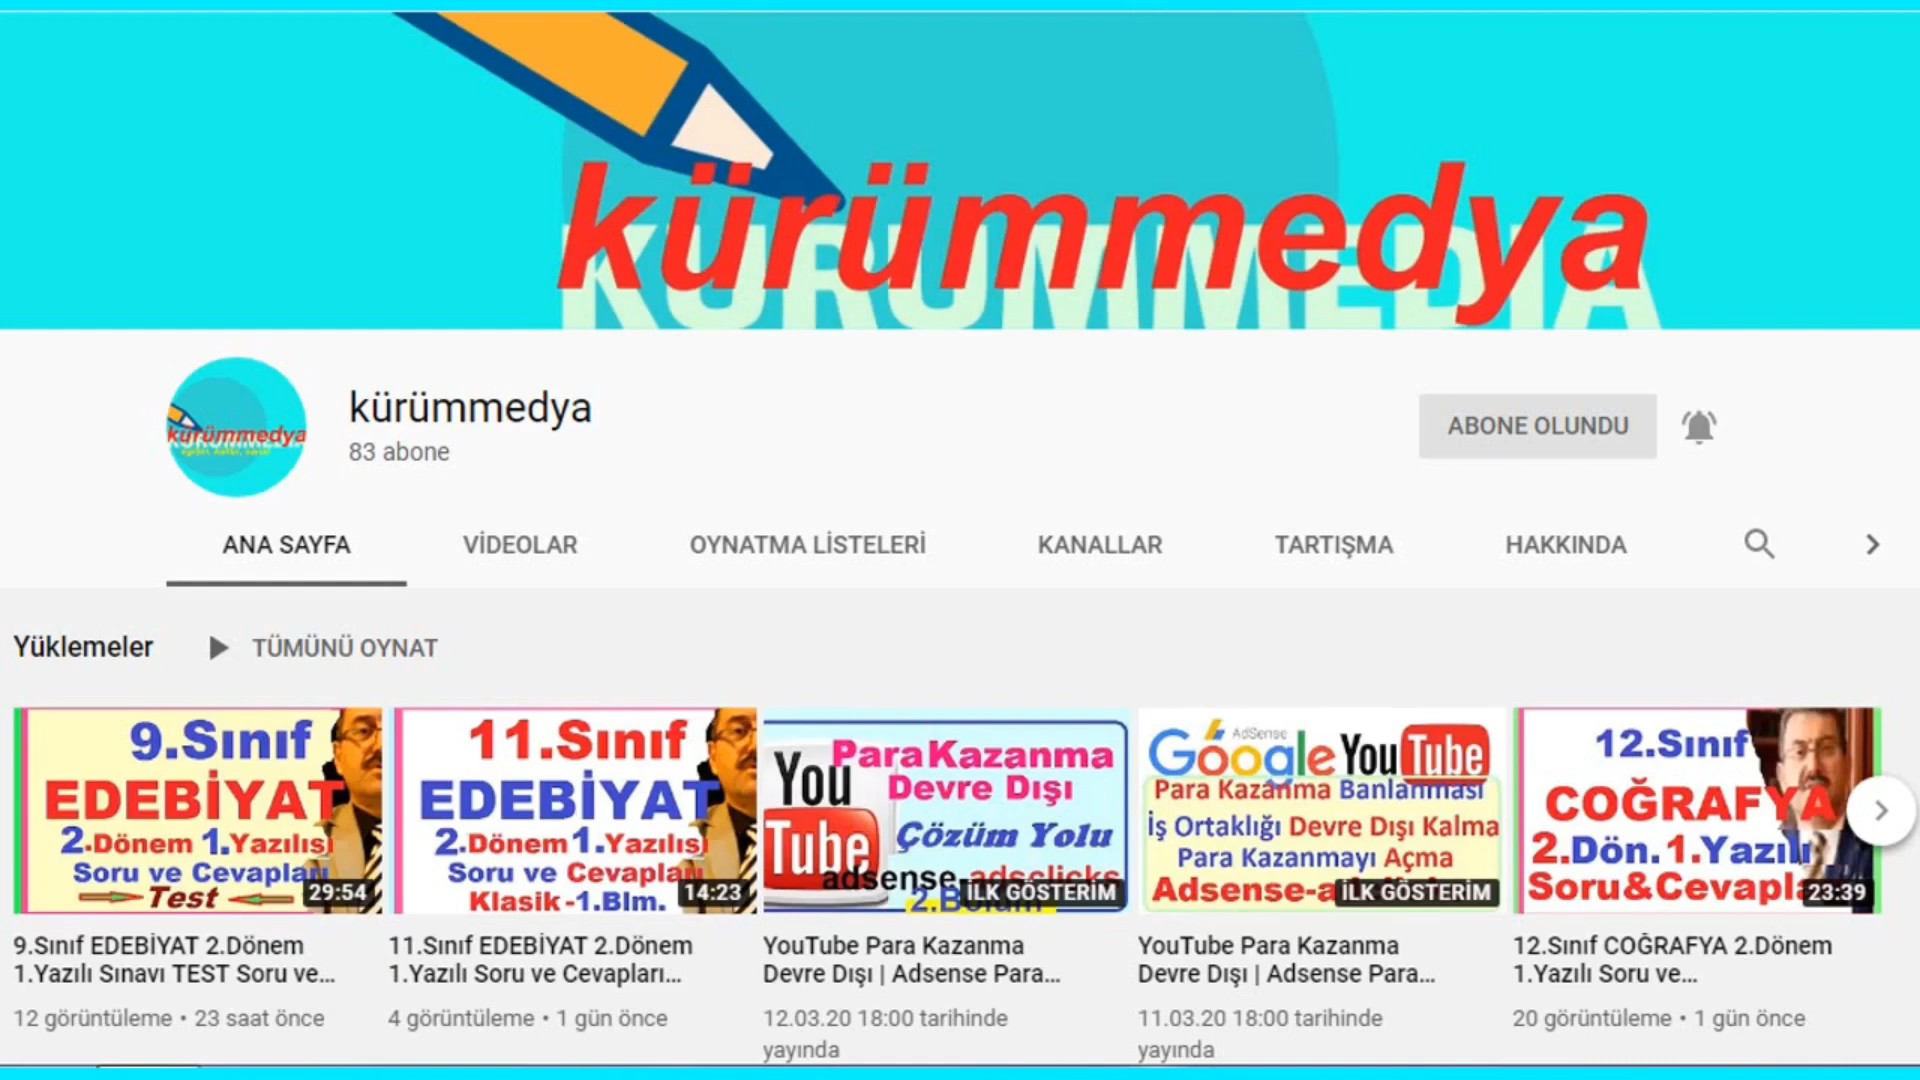 kürümmedya
KURUMMEDIA
kürümmedya
kürümmedya
83 abone
ABONE OLUNDU
ANA SAYFA
VİDEOLAR
OYNATMA LİSTELERİ
KANALLAR
TARTIŞMA
HAKKINDA
Yüklemeler
TÜMÜNÜ OYNAT
9.Sınıf
EDEBİYAT
2.Dönem 1.Yazılısı
Soru ve Cevapları
Test
29:54
9.Sınıf EDEBİYAT 2.Dönem
1.Yazılı Sınavı TEST Soru ve...
12 görüntüleme • 23 saat önce
11.Sınıf
EDEBİYAT
2.Dönem 1.Yazılısı
Soru ve Cevapları
Klasik -1.Blm.
14:23
11.Sınıf EDEBİYAT 2.Dönem
1.Yazılı Soru ve Cevapları...
4 görüntüleme • 1 gün önce
You
Tube
Para Kazanma
Devre Dışı
Çözüm Yolu
adsense, adsclicks
2.Bölüm
İLK GÖSTERİM
YouTube Para Kazanma
Devre Dışı | Adsense Para...
12.03.20 18:00 tarihinde
yayında
AdSense
Google YouTube
Para Kazanma Banlanması
İş Ortaklığı Devre Dışı Kalma
Para Kazanmayı Açma
Adsense-a
İLK GÖSTERİM
YouTube Para Kazanma
Devre Dışı | Adsense Para...
11.03.20 18:00 tarihinde
yayında
12.Sınıf
COĞRAFYA
2.Dön. 1.Yazılı
Soru&Cevapla
23:39
12.Sınıf COĞRAFYA 2.Dönem
1.Yazılı Soru ve...
20 görüntüleme • 1 gün önce